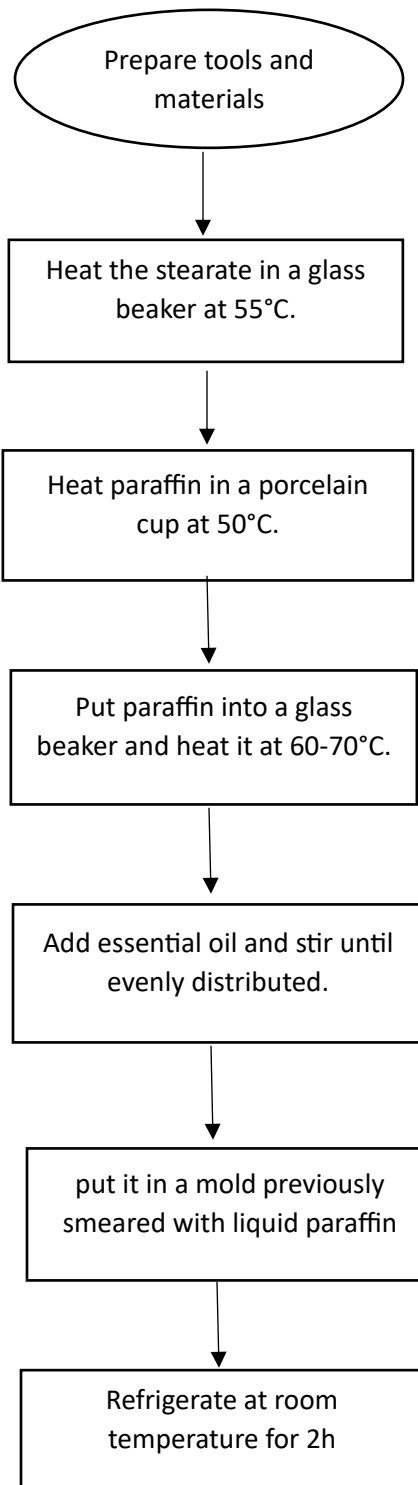 Prepare tools and
materials
Heat the stearate in a glass
beaker at 55°C.
Heat paraffin in a porcelain
cup at 50°C.
Put paraffin into a glass
beaker and heat it at 60-70°C.
Add essential oil and stir until
evenly distributed.
put it in a mold previously
smeared with liquid paraffin
Refrigerate at room
temperature for 2h